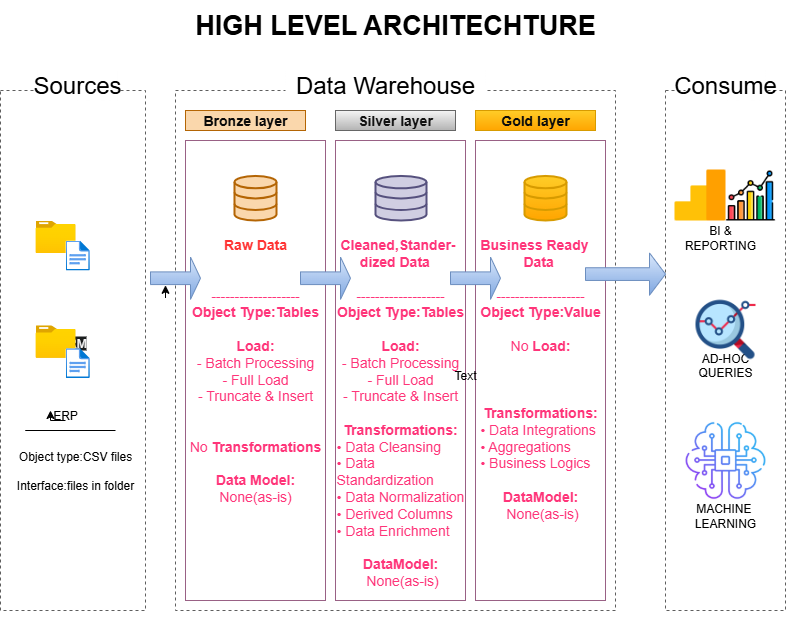 HIGH LEVEL ARCHITECHTURE
Sources
Data Warehouse
Consume
Bronze layer
Silver layer
Gold layer
Raw Data
Object Type:Tables
Load:
- Batch Processing
- Full Load
- Truncate & Insert
No Transformations
Data Model:
None(as-is)
Cleaned,Stander-
dized Data
Object Type:Tables
Load:
- Batch Processing
- Full Load
- Truncate & Insert
Text
Transformations:
• Data Cleansing
• Data
Standardization
• Data Normalization
• Derived Columns
• Data Enrichment
DataModel:
None(as-is)
Business Ready
Data
Object Type:Value
No Load:
Transformations:
• Data Integrations
• Aggregations
• Business Logics
DataModel:
None(as-is)
ERP
Object type:CSV files
Interface:files in folder
BI &
REPORTING
AD-HOC
QUERIES
MACHINE
LEARNING